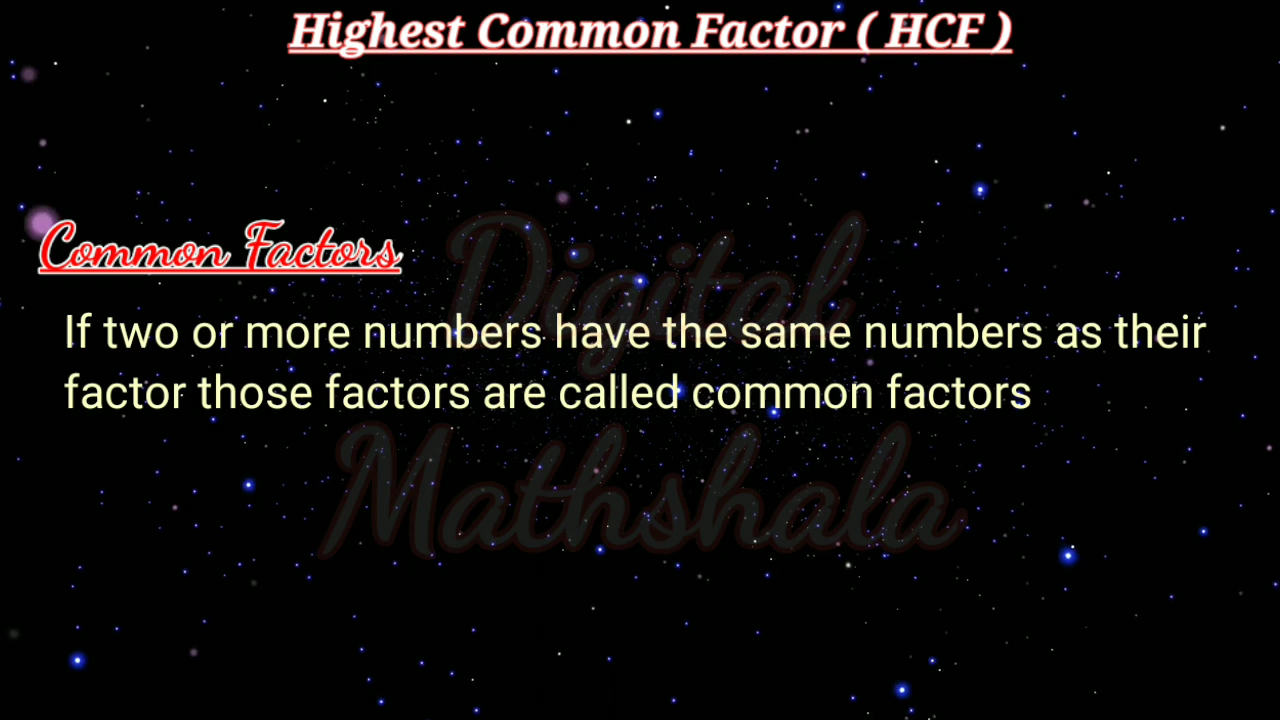 Highest Common Factor ( HCF )
Common Factors
Digital
If two or more numbers have the same numbers as their
factor those factors are called common factors
Mathshala